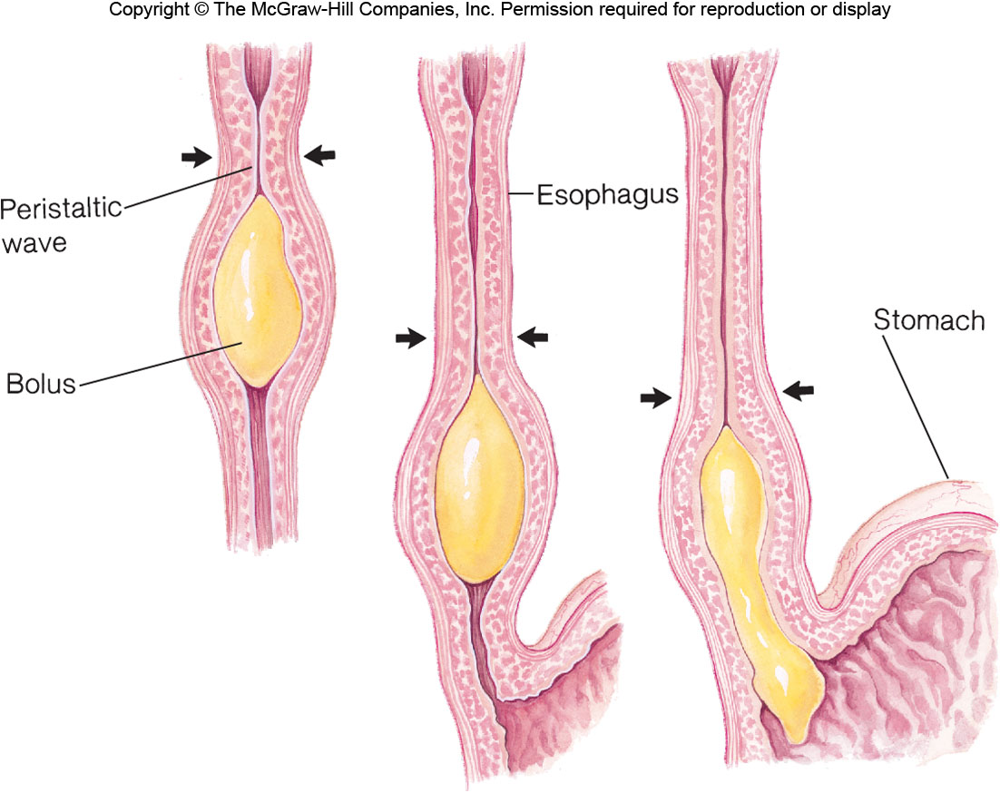 Copyright © The McGraw-Hill Companies, Inc. Permission required for reproduction or display
Peristaltic
wave
Bolus
Esophagus
Stomach